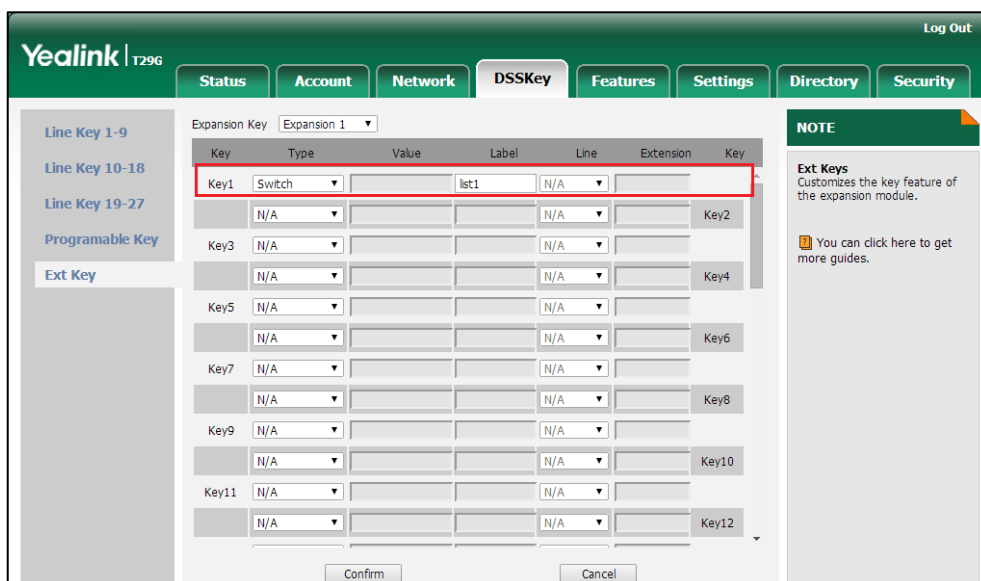 Log Out
Yealink T29G
Status Account Network DSSKey Features Settings Directory Security
Line Key 1-9
Line Key 10-18
Line Key 19-27
Programable Key
Ext Key
Expansion Key Expansion 1
Key Type Value Label Line Extension Key
Key1 Switch list1 N/A
N/A N/A Key2
Key3 N/A N/A
N/A N/A Key4
Key5 N/A N/A
N/A N/A Key6
Key7 N/A N/A
N/A N/A Key8
Key9 N/A N/A
N/A N/A Key10
Key11 N/A N/A
N/A N/A Key12
Confirm Cancel
NOTE
Ext Keys
Customizes the key feature of
the expansion module.
You can click here to get
more guides.